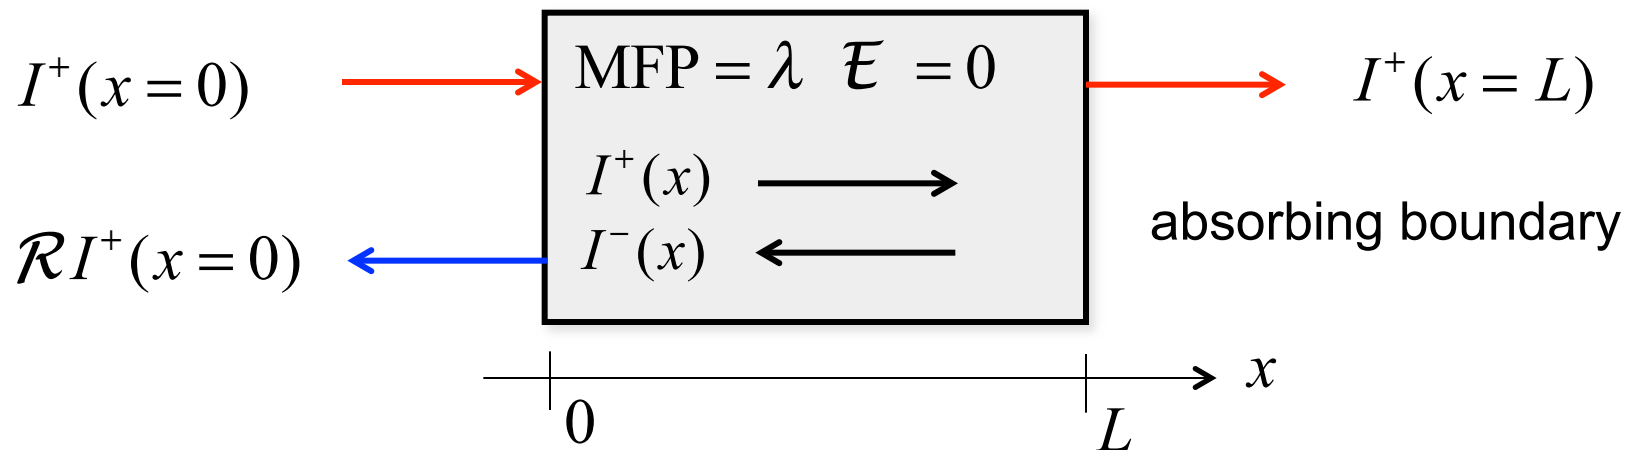 I⁺(x = 0)
MFP = λ ℰ = 0
I⁺(x = L)
I⁺(x)
absorbing boundary
ℛI⁺(x = 0)
I⁻(x)
x
0
L